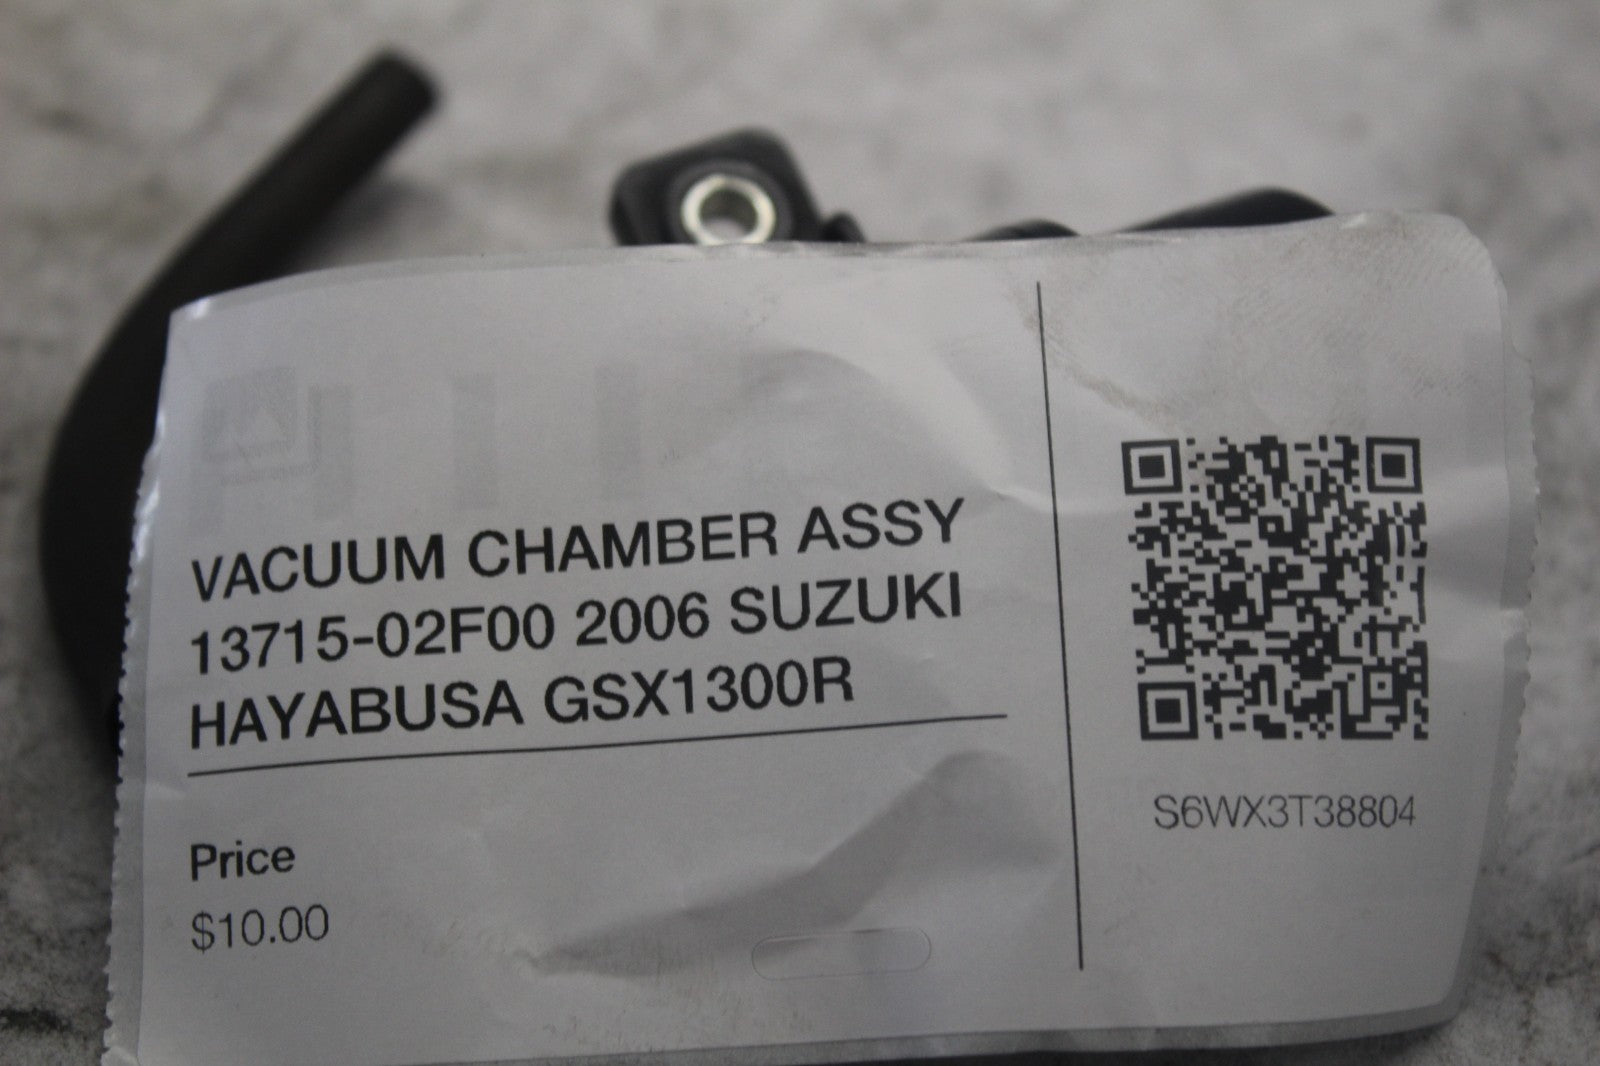 VACUUM CHAMBER ASSY
13715-02F00 2006 SUZUKI
HAYABUSA GSX1300R
Price
$10.00
S6WX3T38804